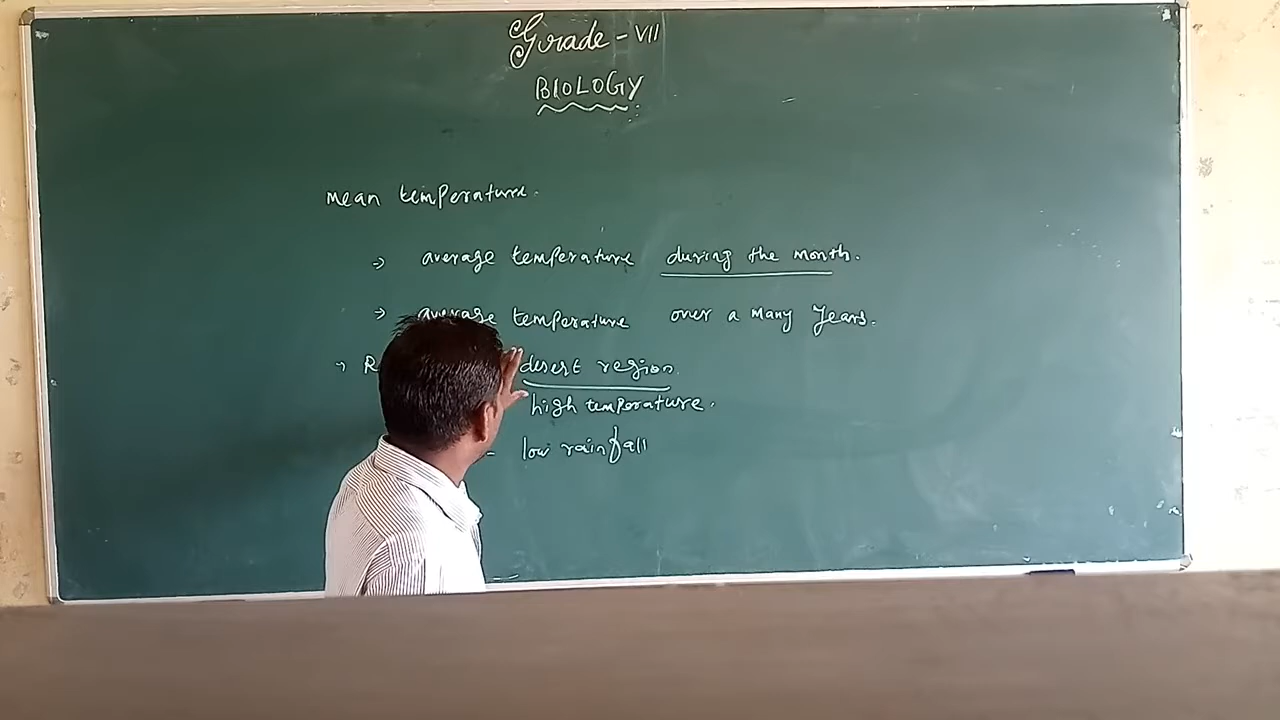 Grade - VII
BIOLOGY
Mean temperature.
→ average temperature during the month.
→ average temperature over a many years.
→ desert region.
high temperature.
- low rainfall